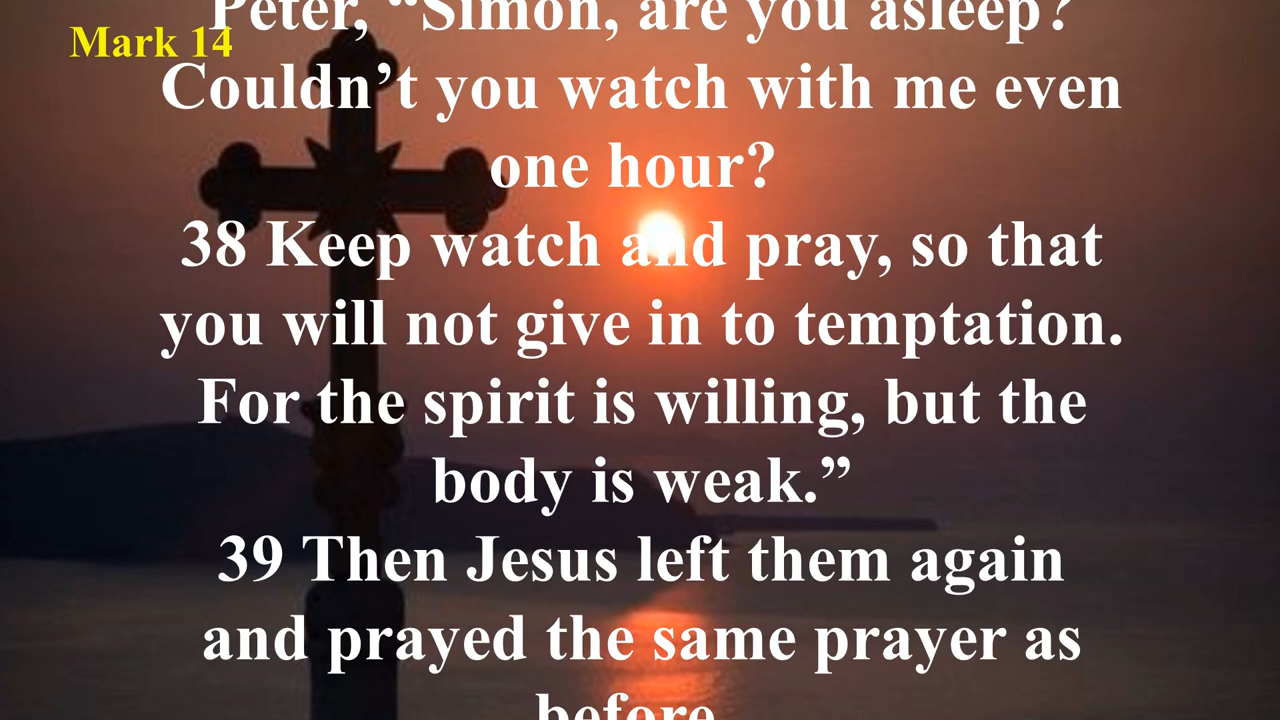 Mark 14
Peter, “Simon, are you asleep?
Couldn’t you watch with me even
one hour?
38 Keep watch and pray, so that
you will not give in to temptation.
For the spirit is willing, but the
body is weak.”
39 Then Jesus left them again
and prayed the same prayer as
before.